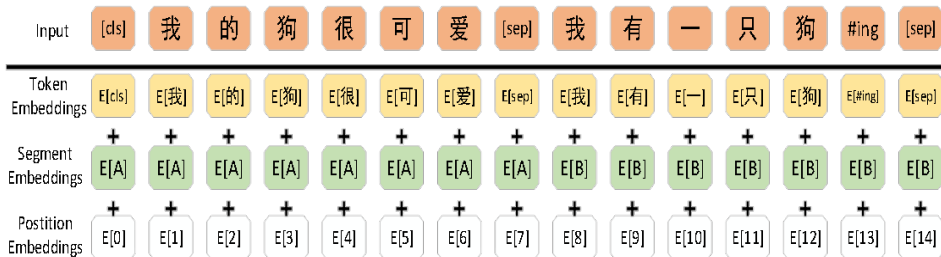 Input [cls] 我 的 狗 很 可 爱 [sep] 我 有 一 只 狗 #ing [sep]
Token Embeddings E[cls] E[我] E[的] E[狗] E[很] E[可] E[爱] E[sep] E[我] E[有] E[一] E[只] E[狗] E[#ing] E[sep]
+ + + + + + + + + + + + + + +
Segment Embeddings E[A] E[A] E[A] E[A] E[A] E[A] E[A] E[A] E[B] E[B] E[B] E[B] E[B] E[B] E[B]
+ + + + + + + + + + + + + + +
Postition Embeddings E[0] E[1] E[2] E[3] E[4] E[5] E[6] E[7] E[8] E[9] E[10] E[11] E[12] E[13] E[14]